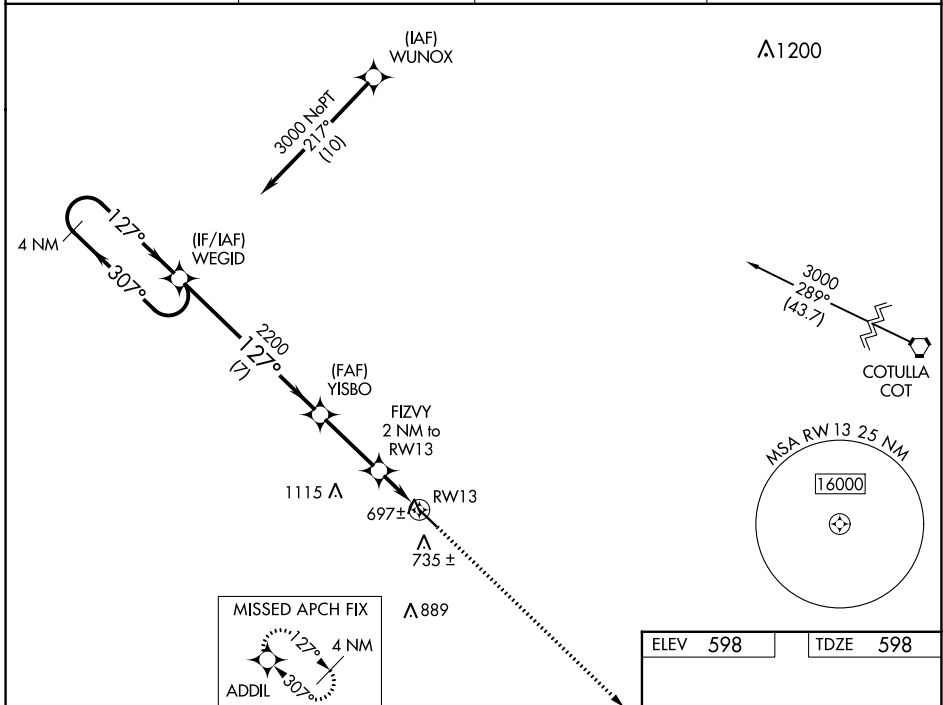 (IAF)
WUNOX
1200
3000 NoPT
217°
(10)
4 NM
127°
307°
(IF/IAF)
WEGID
3000
289°
(43.7)
COTULLA
COT
2200
127°
(7)
(FAF)
YISBO
FIZVY
2 NM to
RW13
MSA RW 13 25 NM
16000
1115
697±
RW13
735 ±
MISSED APCH FIX
127°
4 NM
307°
ADDIL
889
ELEV 598
TDZE 598